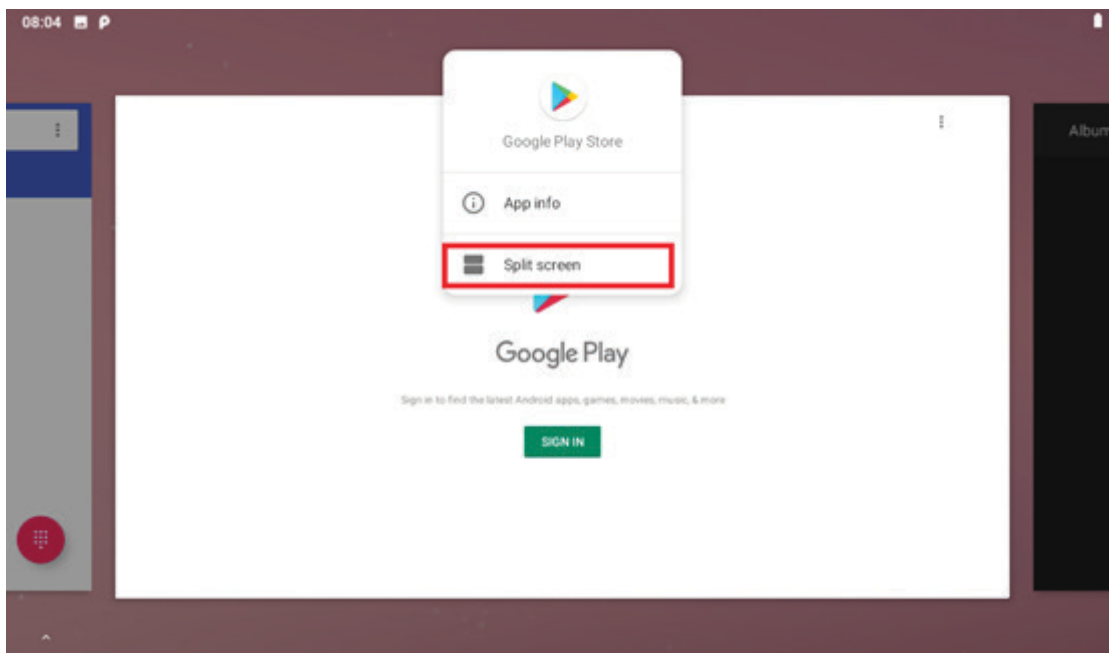 08:04
Google Play Store
Album
App info
Split screen
Google Play
Sign in to find the latest Android apps, games, movies, music, & more
SIGN IN